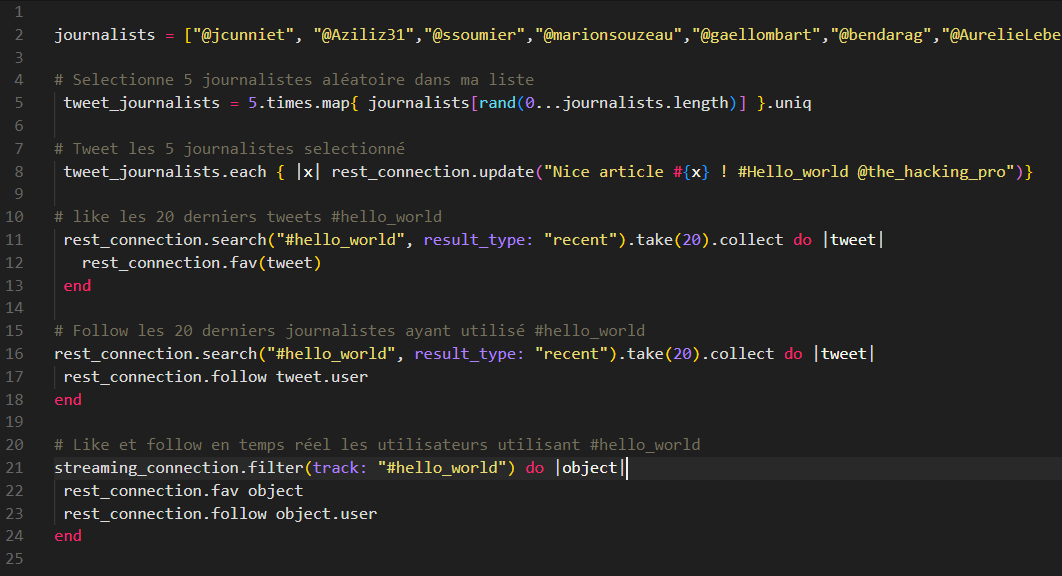 1
2 journalists = ["@jcunniet", "@Aziliz31","@ssoumier","@marionsouzeau","@gaellombart","@bendarag","@AurelieLebe
3
4 # Selectionne 5 journalistes aléatoire dans ma liste
5 tweet_journalists = 5.times.map{ journalists[rand(0...journalists.length)] }.uniq
6
7 # Tweet les 5 journalistes selectionné
8 tweet_journalists.each { |x| rest_connection.update("Nice article #{x} ! #Hello_world @the_hacking_pro")}
9
10 # like les 20 derniers tweets #hello_world
11 rest_connection.search("#hello_world", result_type: "recent").take(20).collect do |tweet|
12 rest_connection.fav(tweet)
13 end
14
15 # Follow les 20 derniers journalistes ayant utilisé #hello_world
16 rest_connection.search("#hello_world", result_type: "recent").take(20).collect do |tweet|
17 rest_connection.follow tweet.user
18 end
19
20 # Like et follow en temps réel les utilisateurs utilisant #hello_world
21 streaming_connection.filter(track: "#hello_world") do |object|
22 rest_connection.fav object
23 rest_connection.follow object.user
24 end
25